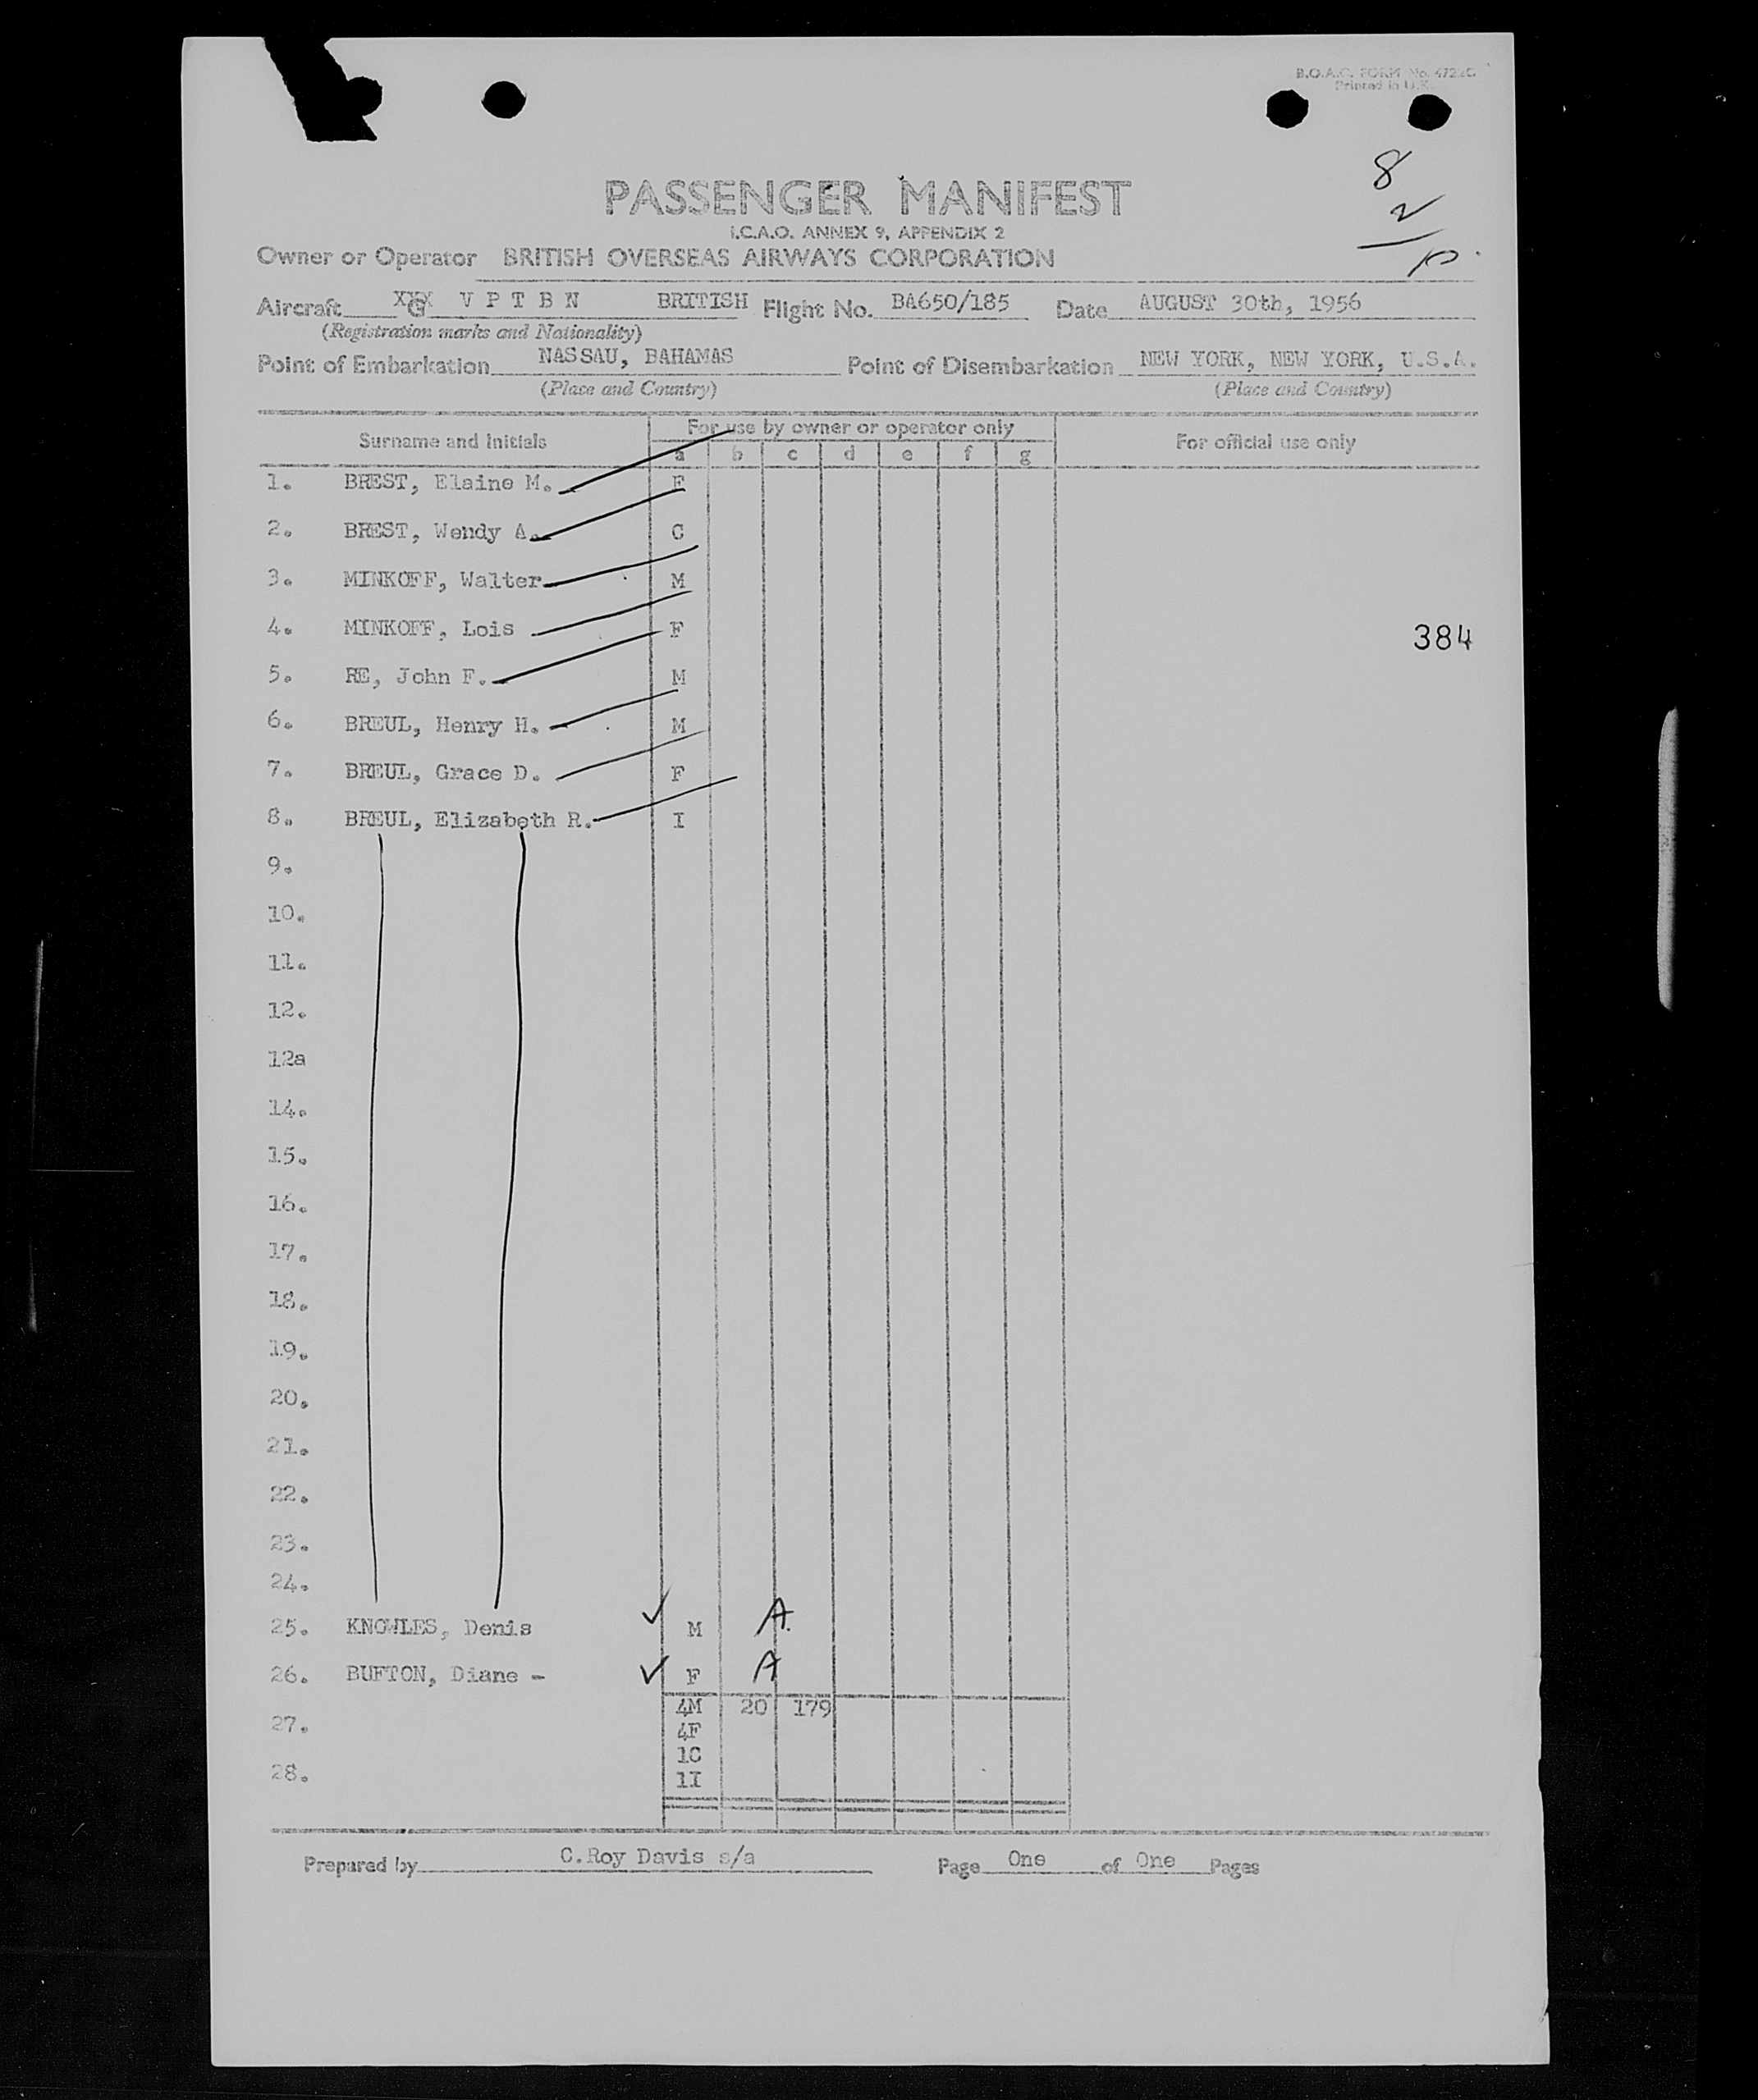 B.O.A.C. FORM No. 4722C
Printed in U.K.
8
2
10
PASSENGER MANIFEST
I.C.A.O. ANNEX 9, APPENDIX 2
Owner or Operator BRITISH OVERSEAS AIRWAYS CORPORATION
Aircraft G XXX V P T B N BRITISH Flight No. BA650/185 Date AUGUST 30th, 1956
(Registration marks and Nationality)
Point of Embarkation NASSAU, BAHAMAS Point of Disembarkation NEW YORK, NEW YORK, U.S.A.
(Place and Country) (Place and Country)
Surname and Initials For use by owner or operator only For official use only
a b c d e f g
1. BREST, Elaine M. F
2. BREST, Wendy A. C
3. MINKOFF, Walter M
4. MINKOFF, Lois F
384
5. RE, John F. M
6. BREUL, Henry H. M
7. BREUL, Grace D. F
8. BREUL, Elizabeth R. I
9.
10.
11.
12.
12a
14.
15.
16.
17.
18.
19.
20.
21.
22.
23.
24.
25. KNOWLES, Denis ✓ M A.
26. BUFTON, Diane - ✓ F A
4M 20 179
27. 4F
1C
28. 1I
Prepared by C.Roy Davis s/a Page One of One Pages